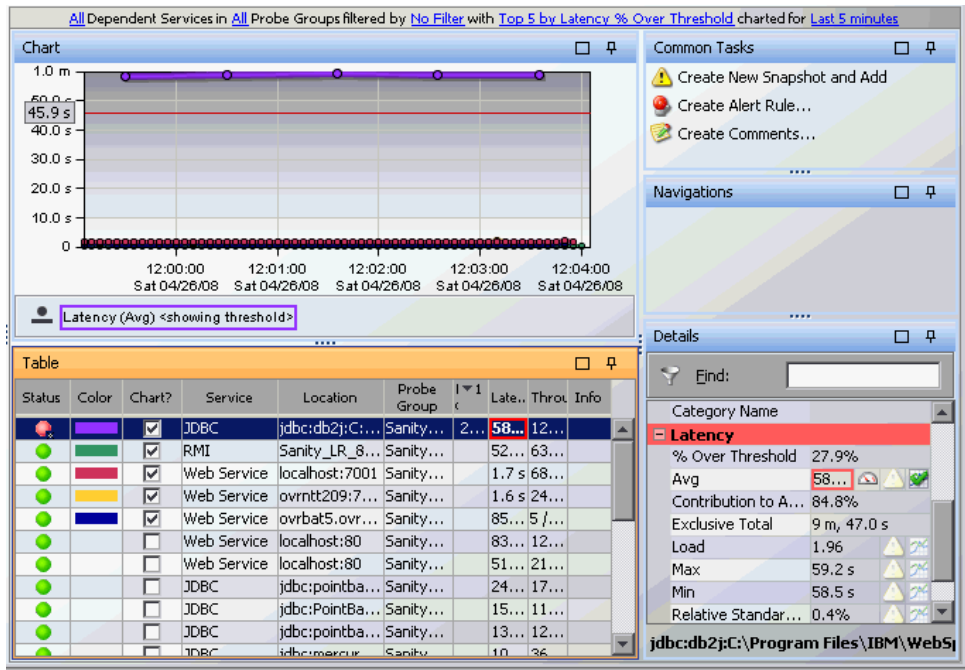 All Dependent Services in All Probe Groups filtered by No Filter with Top 5 by Latency % Over Threshold charted for Last 5 minutes
Chart
1.0 m
45.9 s
40.0 s
30.0 s
20.0 s
10.0 s
0
12:00:00 12:01:00 12:02:00 12:03:00 12:04:00
Sat 04/26/08 Sat 04/26/08 Sat 04/26/08 Sat 04/26/08 Sat 04/26/08
Latency (Avg) <showing threshold>
Table
Status Color Chart? Service Location Probe Group 1 Late.. Throu Info
JDBC jdbc:db2j:C:... Sanity... 2... 58... 12...
RMI Sanity_LR_8... Sanity... 52... 63...
Web Service localhost:7001 Sanity... 1.7 s 68...
Web Service ovrntt209:7... Sanity... 1.6 s 24...
Web Service ovrbat5.ovr... Sanity... 85... 5 /...
Web Service localhost:80 Sanity... 83... 12...
Web Service localhost:80 Sanity... 51... 21...
JDBC jdbc:pointba... Sanity... 24... 17...
JDBC jdbc:PointBa... Sanity... 15... 11...
JDBC jdbc:pointba... Sanity... 13... 12...
JDBC jdbc:mercur... Sanity... 10... 36...
Common Tasks
Create New Snapshot and Add
Create Alert Rule...
Create Comments...
Navigations
Details
Find:
Category Name
Latency
% Over Threshold 27.9%
Avg 58...
Contribution to A... 84.8%
Exclusive Total 9 m, 47.0 s
Load 1.96
Max 59.2 s
Min 58.5 s
Relative Standar... 0.4%
jdbc:db2j:C:\Program Files\IBM\WebSp